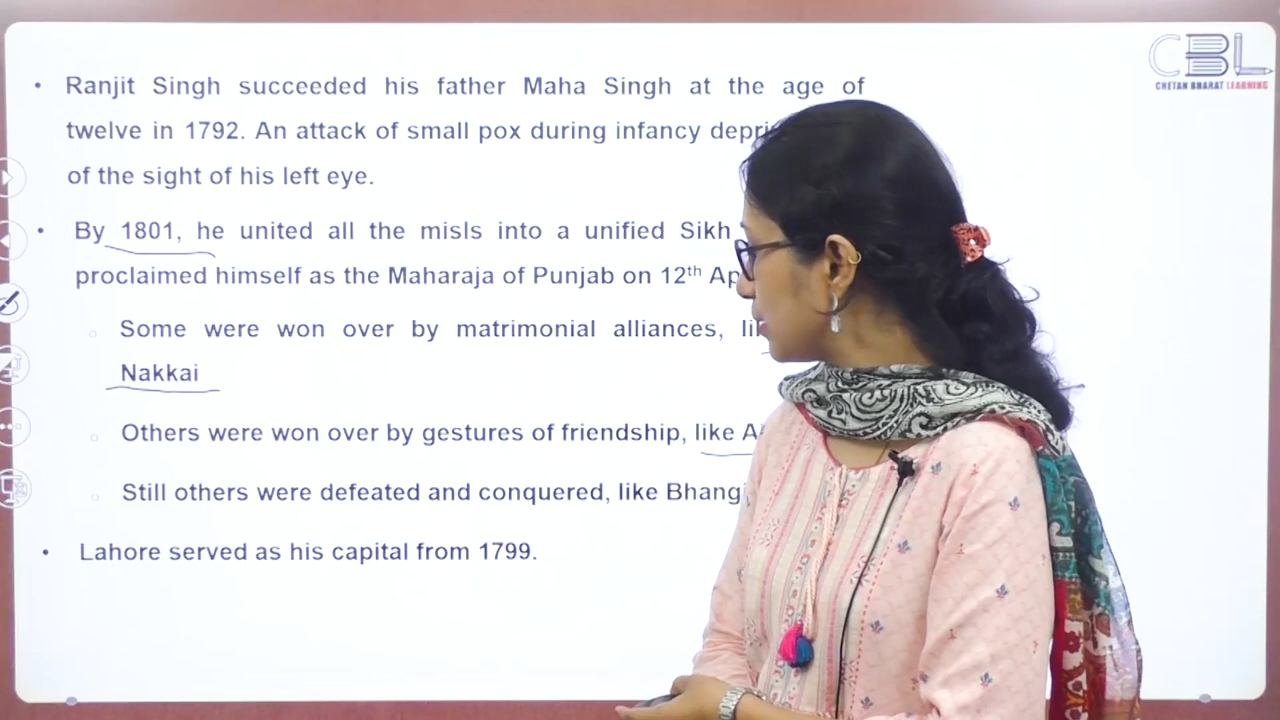 CBL
CHETAN BHARAT LEARNING
• Ranjit Singh succeeded his father Maha Singh at the age of
twelve in 1792. An attack of small pox during infancy
of the sight of his left eye.
• By 1801, he united all the misls into a unified Sikh
proclaimed himself as the Maharaja of Punjab on 12th
Some were won over by matrimonial alliances,
Nakkai
Others were won over by gestures of friendship, like
Still others were defeated and conquered, like
• Lahore served as his capital from 1799.